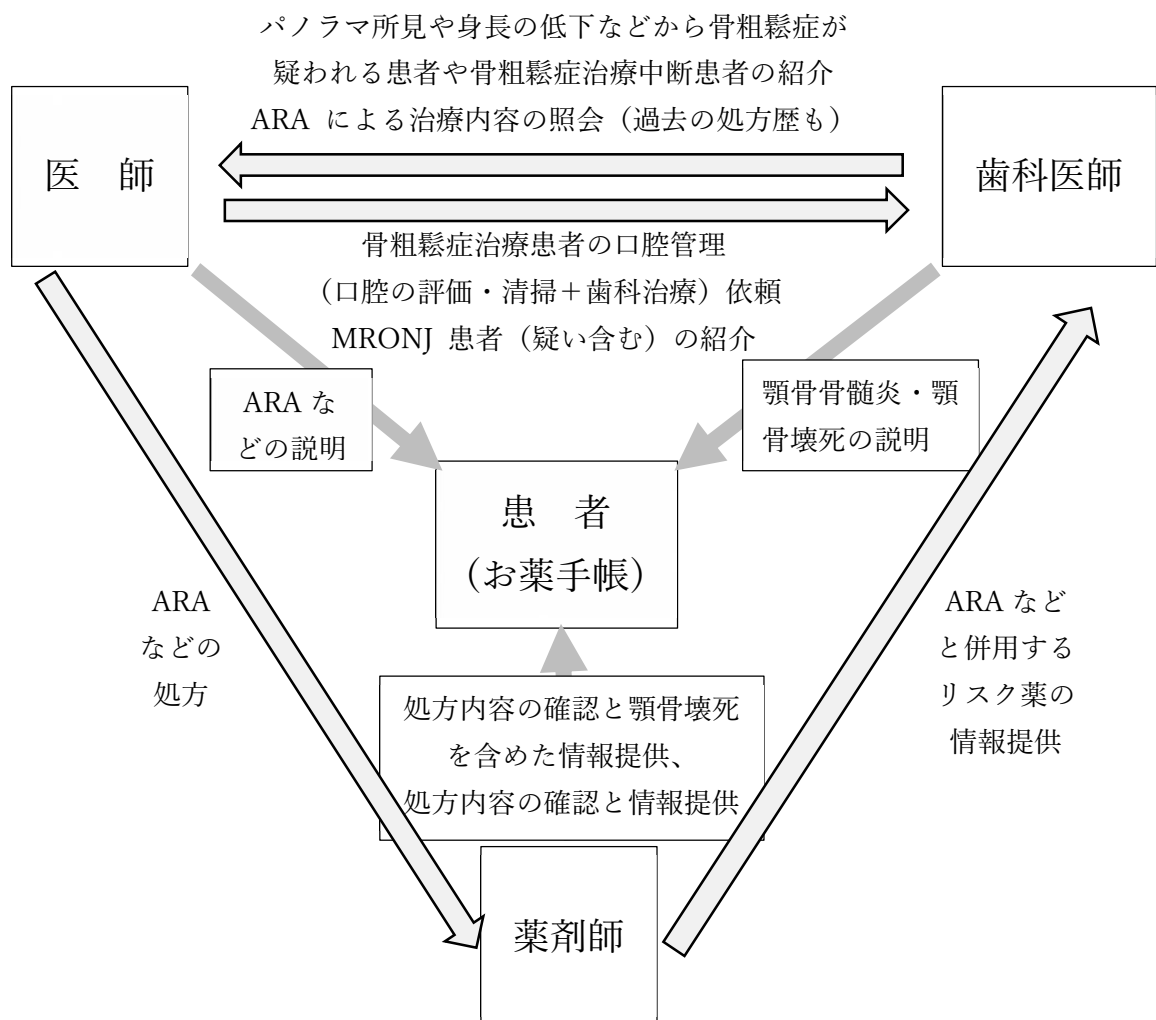 パノラマ所見や身長の低下などから骨粗鬆症が
疑われる患者や骨粗鬆症治療中断患者の紹介
ARA による治療内容の照会（過去の処方歴も）
医　師
歯科医師
骨粗鬆症治療患者の口腔管理
（口腔の評価・清掃＋歯科治療）依頼
MRONJ 患者（疑い含む）の紹介
ARA な
どの説明
顎骨骨髄炎・顎
骨壊死の説明
患　者
（お薬手帳）
ARA
などの
処方
ARA など
と併用する
リスク薬の
情報提供
処方内容の確認と顎骨壊死
を含めた情報提供、
処方内容の確認と情報提供
薬剤師